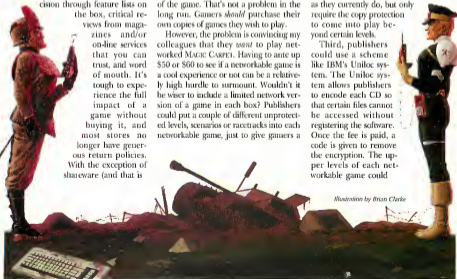 cision through feature lists on
the box, critical re-
views from maga-
zines and/or
on-line services
that you can
trust, and word
of mouth. It's
tough to expe-
rience the full
impact of a
game without
buying it, and
most stores no
longer have gener-
ous return policies.
With the exception of
shareware (and that is
of the game. That's not a problem in the
long run. Gamers should purchase their
own copies of games they wish to play.
However, the problem is convincing my
colleagues that they want to play net-
worked MAGIC CARPET. Having to ante up
$50 or $60 to see if a networkable game is
a cool experience or not can be a relative-
ly high hurdle to surmount. Wouldn't it
be wiser to include a limited network ver-
sion of a game in each box? Publishers
could put a couple of different unprotect-
ed levels, scenarios or racetracks into each
networkable game, just to give gamers a
as they currently do, but only
require the copy protection
to come into play be-
yond certain levels.
Third, publishers
could use a scheme
like IBM's Uniloc sys-
tem. The Uniloc sys-
tem allows publishers
to encode each CD so
that certain files cannot
be accessed without
registering the software.
Once the fee is paid, a
code is given to remove
the encryption. The up-
per levels of each net-
workable game could
Illustration by Brian Clarke